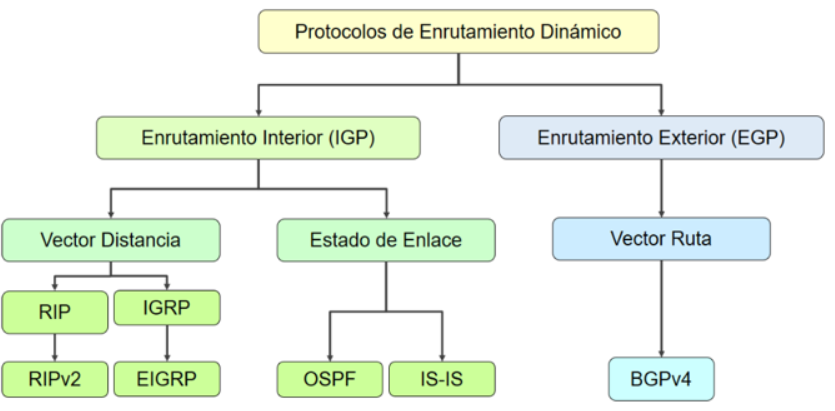 Protocolos de Enrutamiento Dinámico
Enrutamiento Interior (IGP)
Enrutamiento Exterior (EGP)
Vector Distancia
Estado de Enlace
Vector Ruta
RIP
IGRP
RIPv2
EIGRP
OSPF
IS-IS
BGPv4